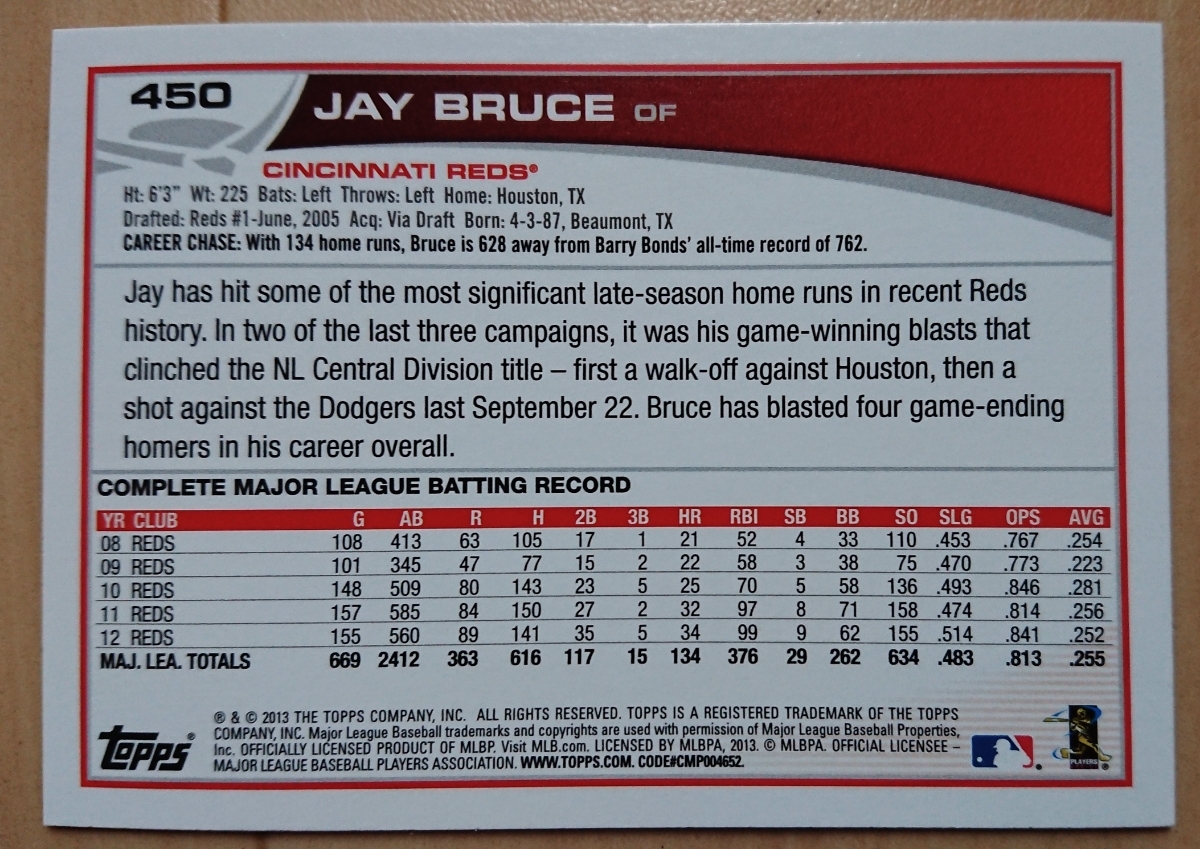 450
JAY BRUCE OF
CINCINNATI REDS®
Ht: 6'3" Wt: 225 Bats: Left Throws: Left Home: Houston, TX
Drafted: Reds #1-June, 2005 Acq: Via Draft Born: 4-3-87, Beaumont, TX
CAREER CHASE: With 134 home runs, Bruce is 628 away from Barry Bonds' all-time record of 762.
Jay has hit some of the most significant late-season home runs in recent Reds
history. In two of the last three campaigns, it was his game-winning blasts that
clinched the NL Central Division title – first a walk-off against Houston, then a
shot against the Dodgers last September 22. Bruce has blasted four game-ending
homers in his career overall.
COMPLETE MAJOR LEAGUE BATTING RECORD
YR CLUB G AB R H 2B 3B HR RBI SB BB SO SLG OPS AVG
08 REDS 108 413 63 105 17 1 21 52 4 33 110 .453 .767 .254
09 REDS 101 345 47 77 15 2 22 58 3 38 75 .470 .773 .223
10 REDS 148 509 80 143 23 5 25 70 5 58 136 .493 .846 .281
11 REDS 157 585 84 150 27 2 32 97 8 71 158 .474 .814 .256
12 REDS 155 560 89 141 35 5 34 99 9 62 155 .514 .841 .252
MAJ. LEA. TOTALS 669 2412 363 616 117 15 134 376 29 262 634 .483 .813 .255
topps®
® & © 2013 THE TOPPS COMPANY, INC. ALL RIGHTS RESERVED. TOPPS IS A REGISTERED TRADEMARK OF THE TOPPS
COMPANY, INC. Major League Baseball trademarks and copyrights are used with permission of Major League Baseball Properties,
Inc. OFFICIALLY LICENSED PRODUCT OF MLBP. Visit MLB.com. LICENSED BY MLBPA, 2013. © MLBPA. OFFICIAL LICENSEE –
MAJOR LEAGUE BASEBALL PLAYERS ASSOCIATION. WWW.TOPPS.COM. CODE#CMP004652.
PLAYERS